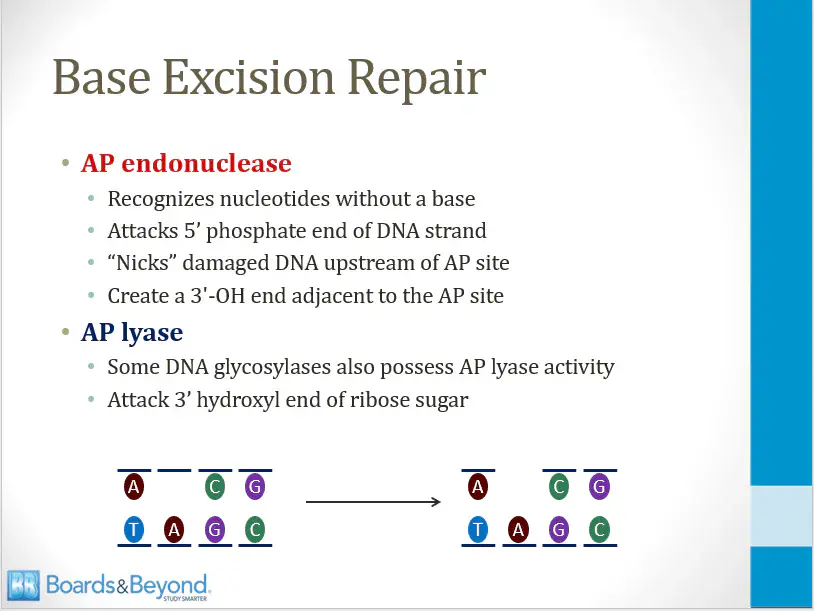 Base Excision Repair
• AP endonuclease
• Recognizes nucleotides without a base
• Attacks 5’ phosphate end of DNA strand
• “Nicks” damaged DNA upstream of AP site
• Create a 3'-OH end adjacent to the AP site
• AP lyase
• Some DNA glycosylases also possess AP lyase activity
• Attack 3’ hydroxyl end of ribose sugar
A C G
T A G C
A C G
T A G C
BB Boards&Beyond.
STUDY SMARTER